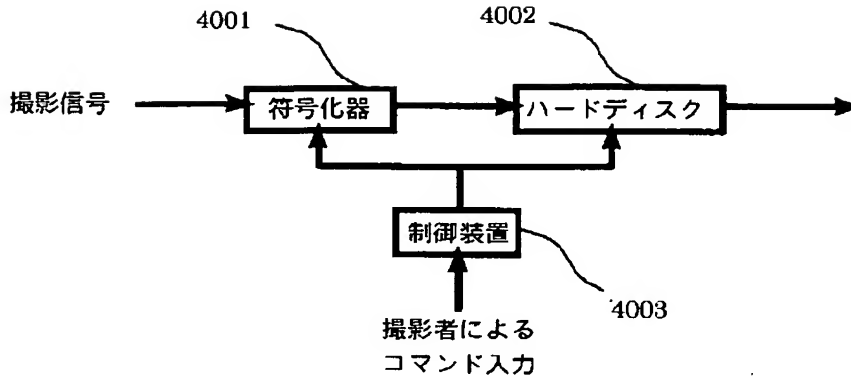 4001
4002
撮影信号
符号化器
ハードディスク
制御装置
4003
撮影者による
コマンド入力